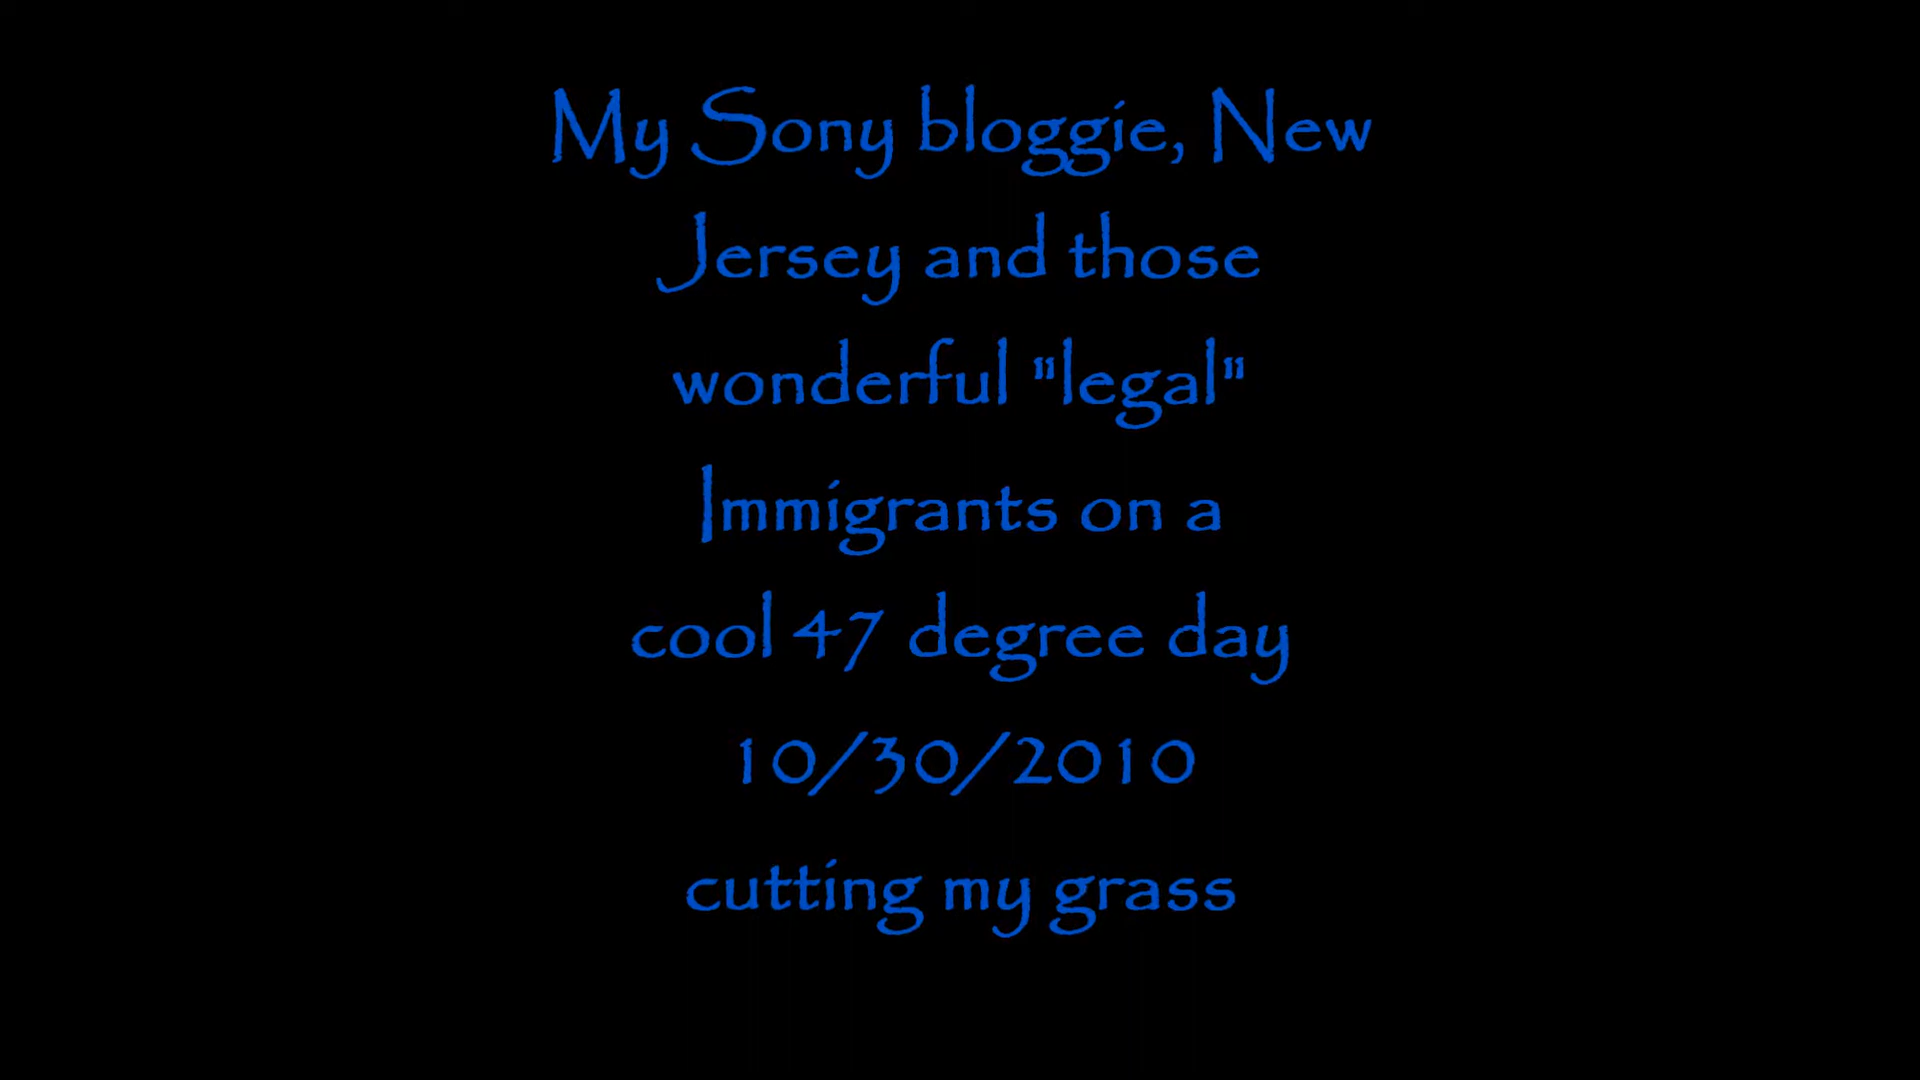 My Sony bloggie, New
Jersey and those
wonderful "legal"
Immigrants on a
cool 47 degree day
10/30/2010
cutting my grass